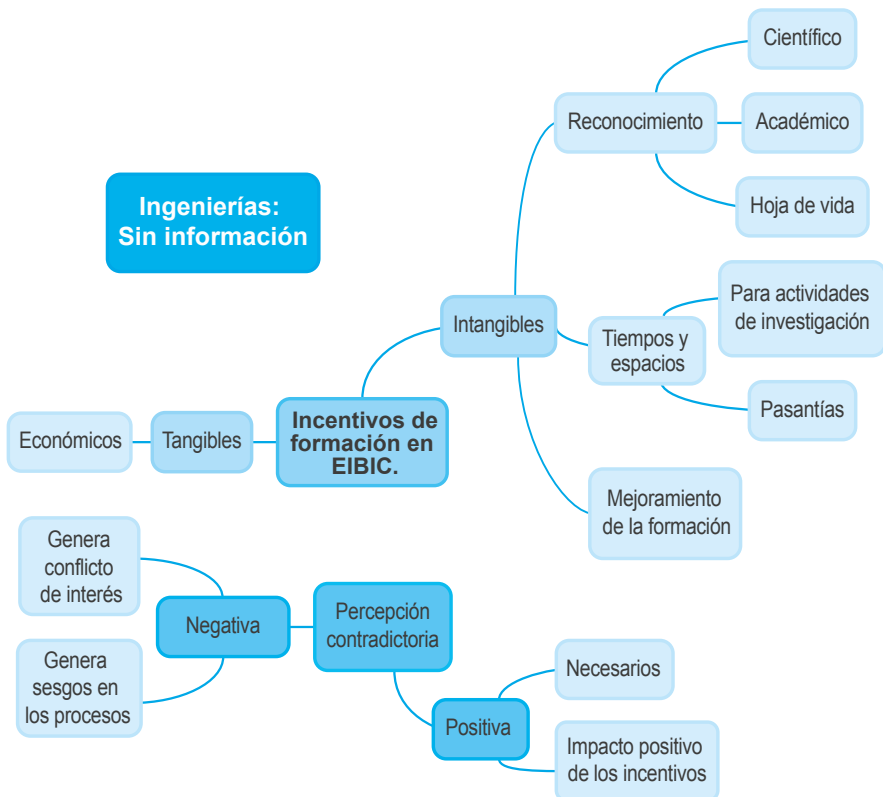 Científico
Reconocimiento
Académico
Hoja de vida
Ingenierías:
Sin información
Intangibles
Tiempos y
espacios
Para actividades
de investigación
Pasantías
Económicos
Tangibles
Incentivos de
formación en
EIBIC.
Mejoramiento
de la formación
Genera
conflicto
de interés
Negativa
Percepción
contradictoria
Genera
sesgos en
los procesos
Positiva
Necesarios
Impacto positivo
de los incentivos